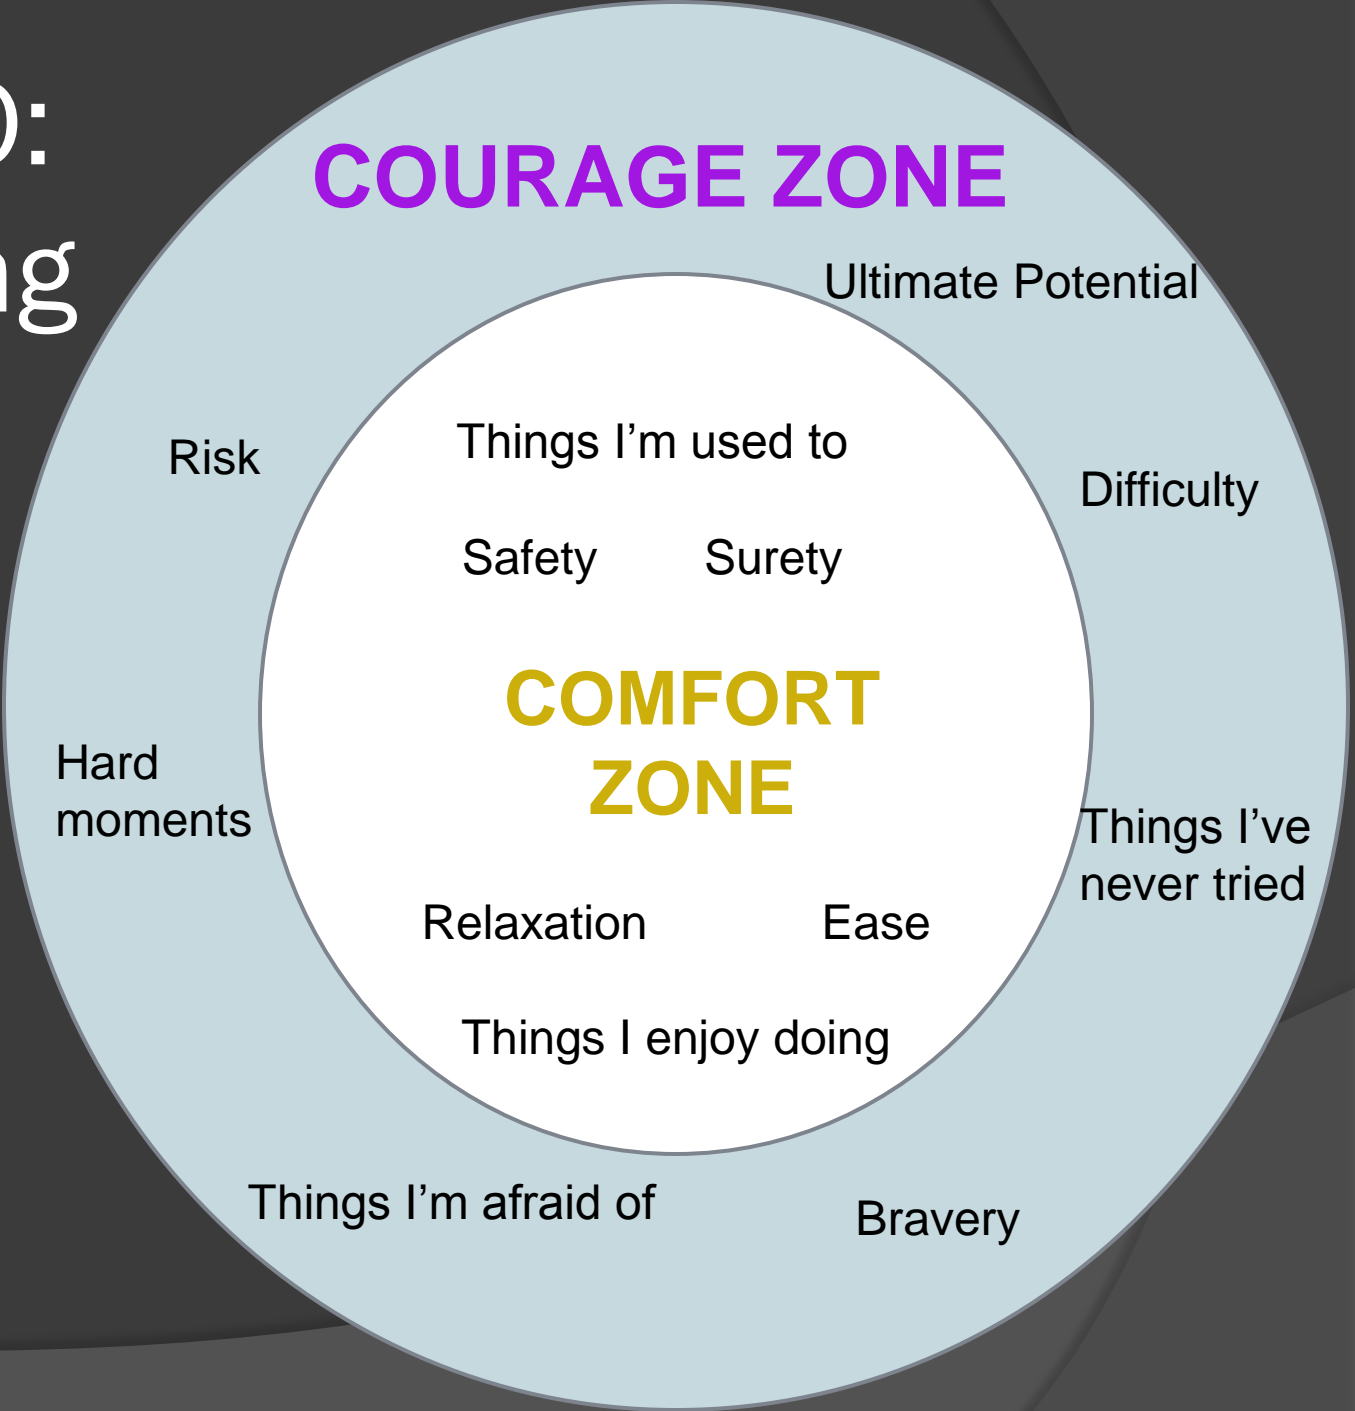 COURAGE ZONE
Ultimate Potential
Risk
Things I’m used to
Difficulty
Safety Surety
COMFORT
ZONE
Hard
moments
Things I’ve
never tried
Relaxation Ease
Things I enjoy doing
Things I’m afraid of
Bravery